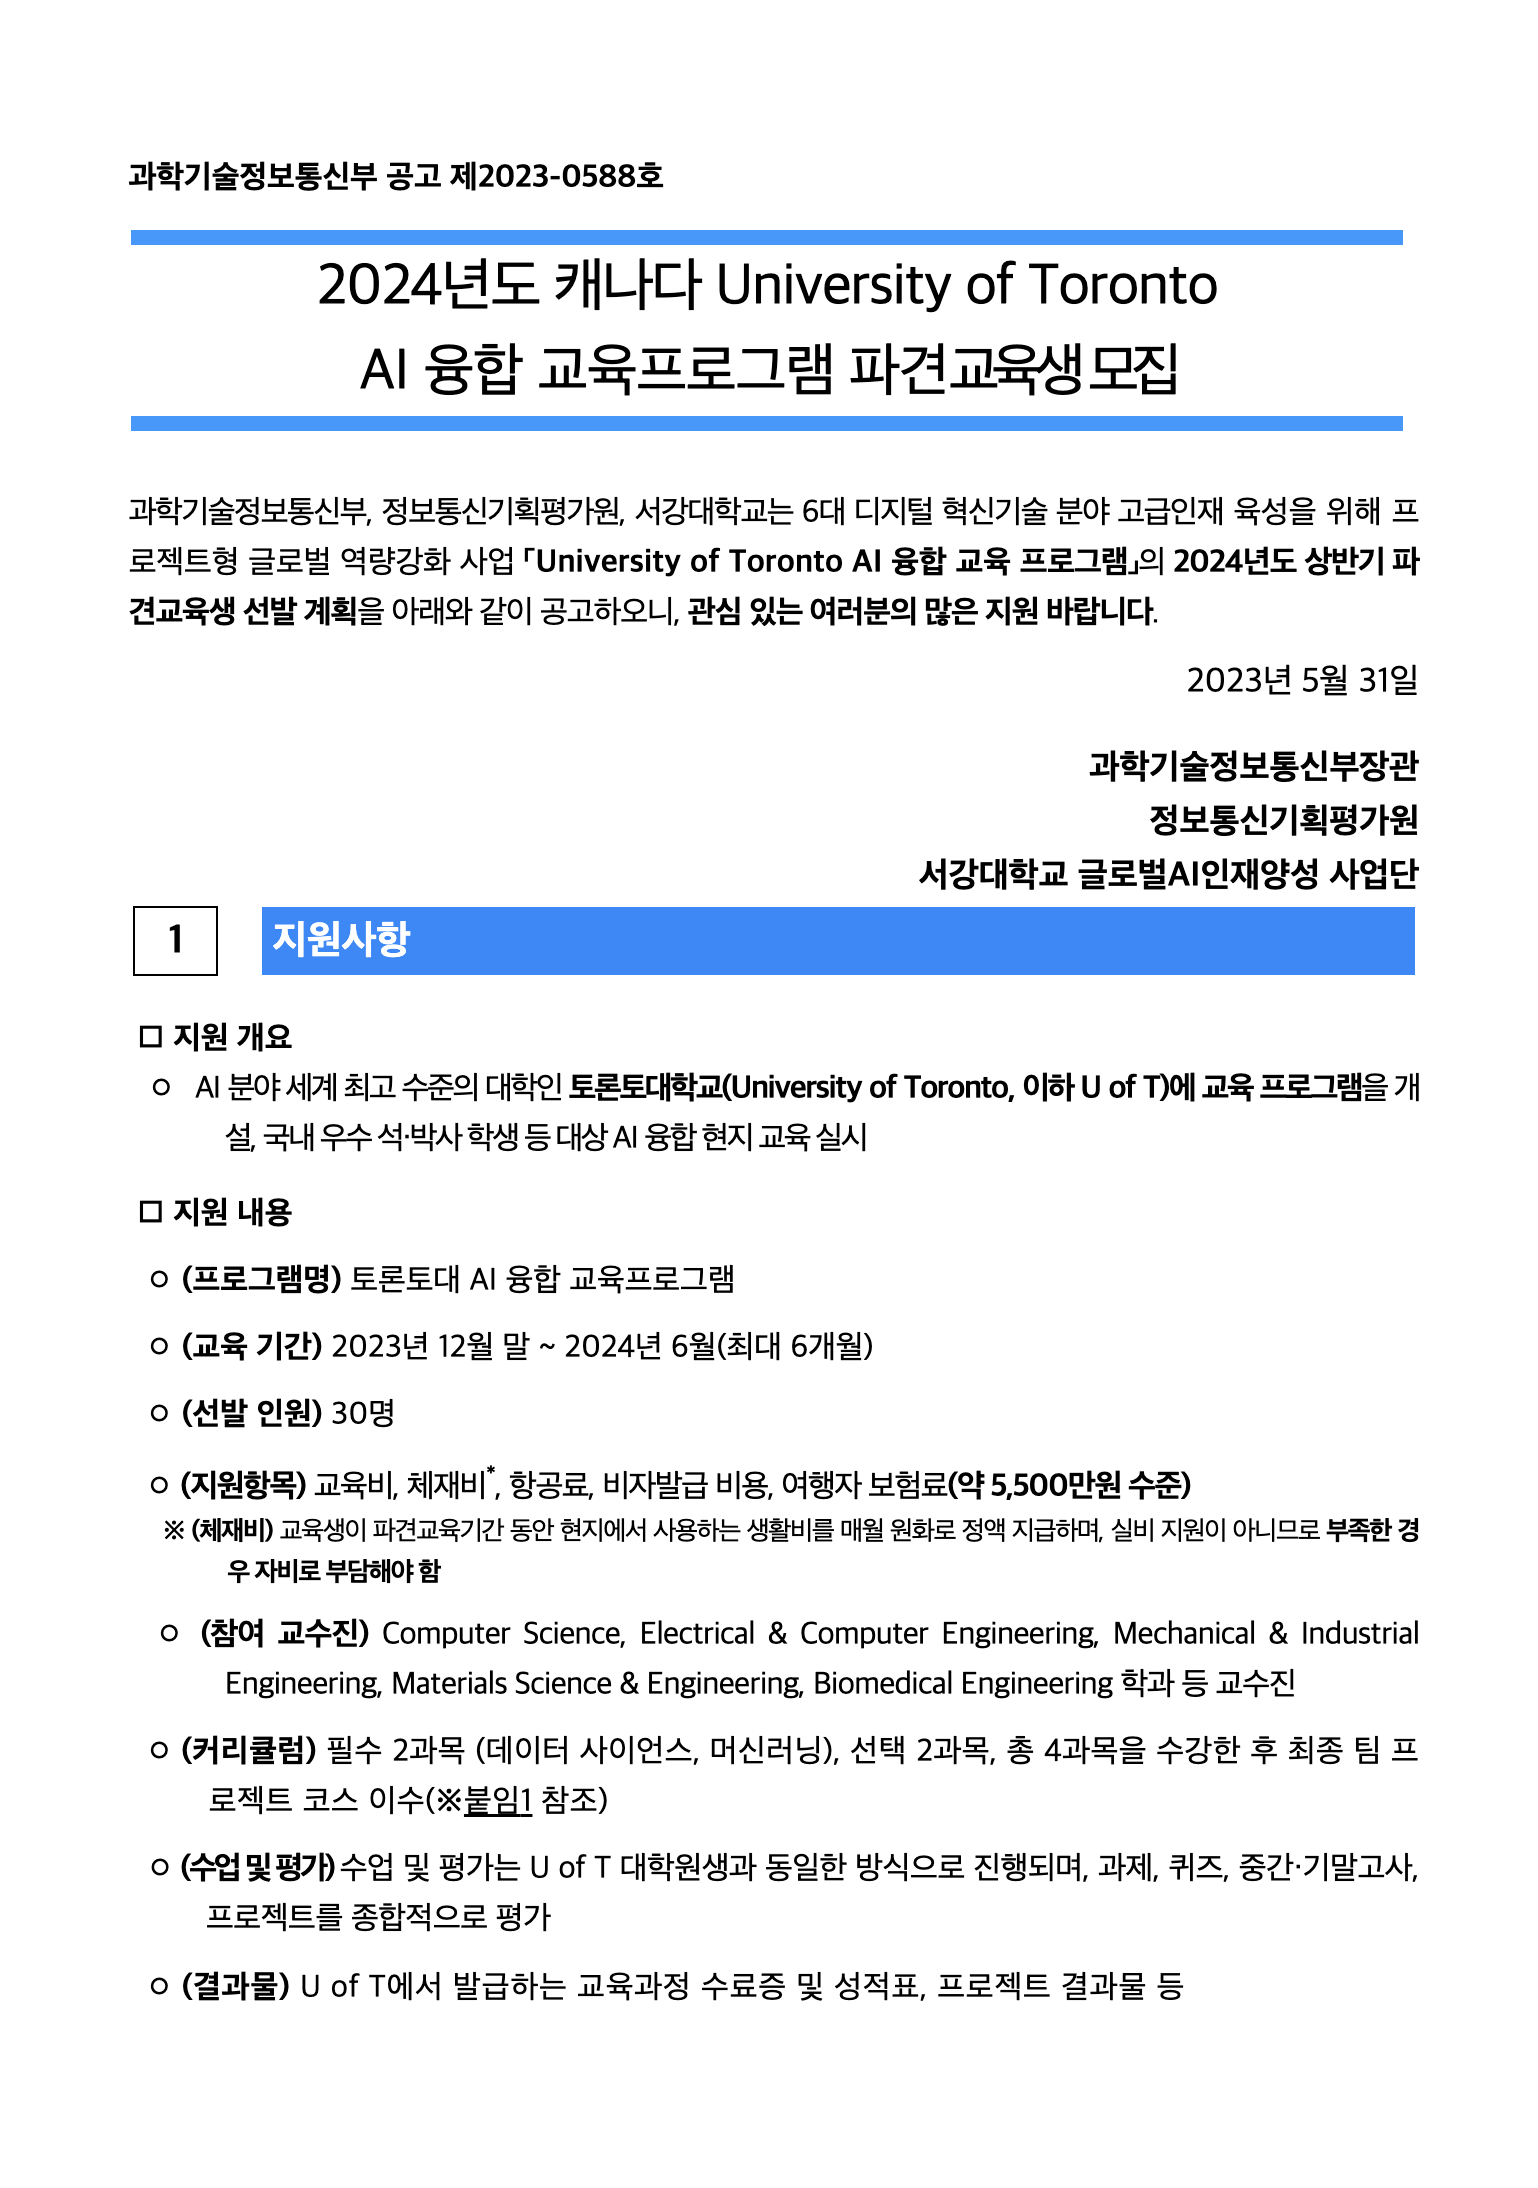 과학기술정보통신부 공고 제2023-0588호
2024년도 캐나다 University of Toronto
AI 융합 교육프로그램 파견교육생 모집
과학기술정보통신부, 정보통신기획평가원, 서강대학교는 6대 디지털 혁신기술 분야 고급인재 육성을 위해 프
로젝트형 글로벌 역량강화 사업 「University of Toronto AI 융합 교육 프로그램」의 2024년도 상반기 파
견교육생 선발 계획을 아래와 같이 공고하오니, 관심 있는 여러분의 많은 지원 바랍니다.
2023년 5월 31일
과학기술정보통신부장관
정보통신기획평가원
서강대학교 글로벌AI인재양성 사업단
1 지원사항
□ 지원 개요
○ AI 분야 세계 최고 수준의 대학인 토론토대학교(University of Toronto, 이하 U of T)에 교육 프로그램을 개
설, 국내 우수 석·박사 학생 등 대상 AI 융합 현지 교육 실시
□ 지원 내용
○ (프로그램명) 토론토대 AI 융합 교육프로그램
○ (교육 기간) 2023년 12월 말 ~ 2024년 6월(최대 6개월)
○ (선발 인원) 30명
○ (지원항목) 교육비, 체재비*, 항공료, 비자발급 비용, 여행자 보험료(약 5,500만원 수준)
※ (체재비) 교육생이 파견교육기간 동안 현지에서 사용하는 생활비를 매월 원화로 정액 지급하며, 실비 지원이 아니므로 부족한 경
우 자비로 부담해야 함
○ (참여 교수진) Computer Science, Electrical & Computer Engineering, Mechanical & Industrial
Engineering, Materials Science & Engineering, Biomedical Engineering 학과 등 교수진
○ (커리큘럼) 필수 2과목 (데이터 사이언스, 머신러닝), 선택 2과목, 총 4과목을 수강한 후 최종 팀 프
로젝트 코스 이수(※붙임1 참조)
○ (수업 및 평가) 수업 및 평가는 U of T 대학원생과 동일한 방식으로 진행되며, 과제, 퀴즈, 중간·기말고사,
프로젝트를 종합적으로 평가
○ (결과물) U of T에서 발급하는 교육과정 수료증 및 성적표, 프로젝트 결과물 등